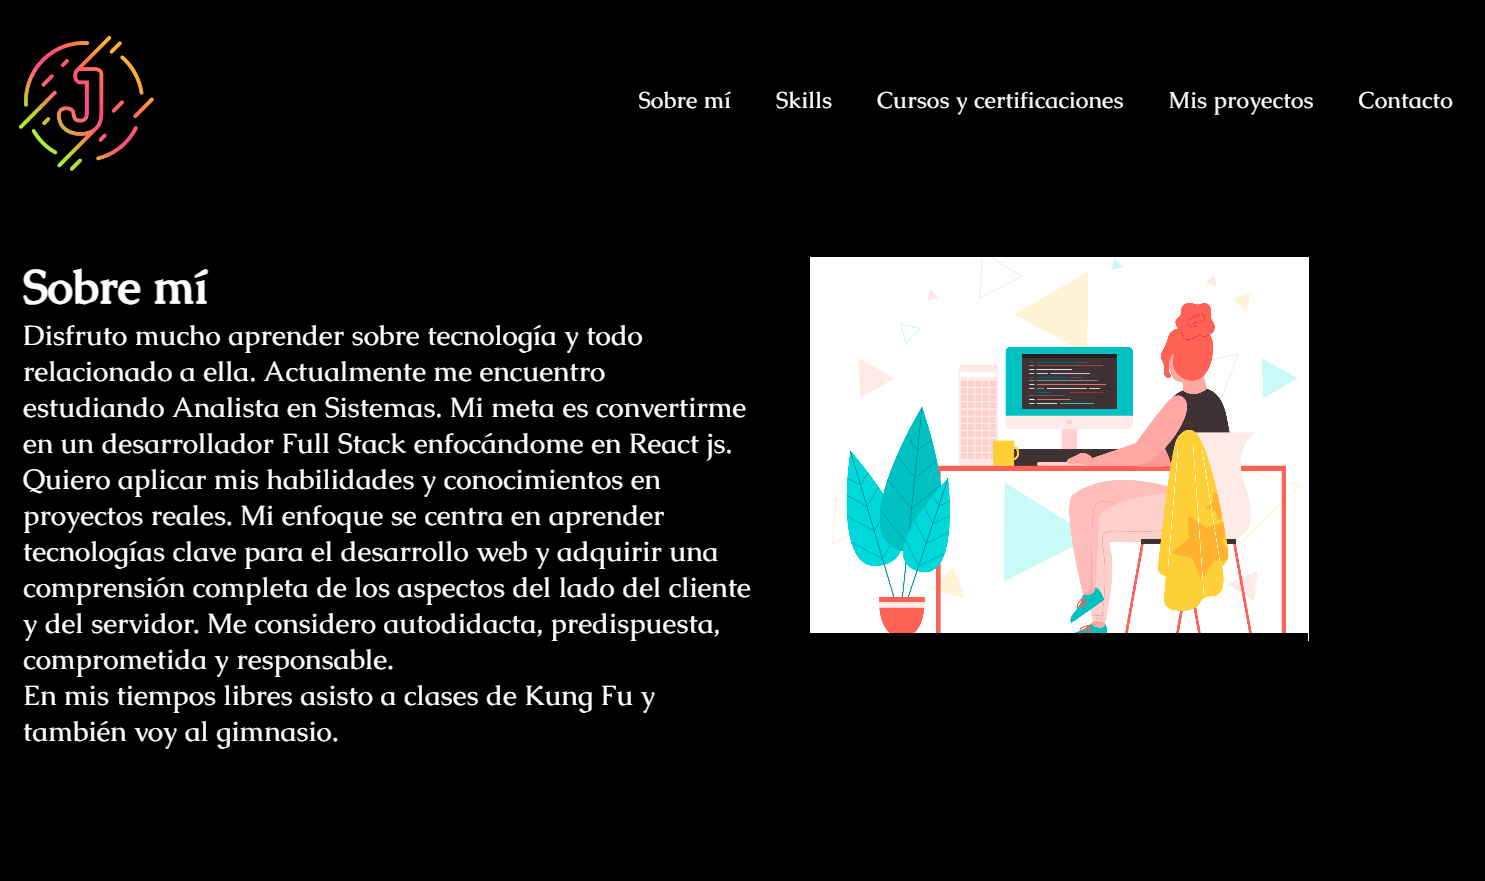 J
Sobre mí
Skills
Cursos y certificaciones
Mis proyectos
Contacto
Sobre mí
Disfruto mucho aprender sobre tecnología y todo
relacionado a ella. Actualmente me encuentro
estudiando Analista en Sistemas. Mi meta es convertirme
en un desarrollador Full Stack enfocándome en React js.
Quiero aplicar mis habilidades y conocimientos en
proyectos reales. Mi enfoque se centra en aprender
tecnologías clave para el desarrollo web y adquirir una
comprensión completa de los aspectos del lado del cliente
y del servidor. Me considero autodidacta, predispuesta,
comprometida y responsable.
En mis tiempos libres asisto a clases de Kung Fu y
también voy al gimnasio.